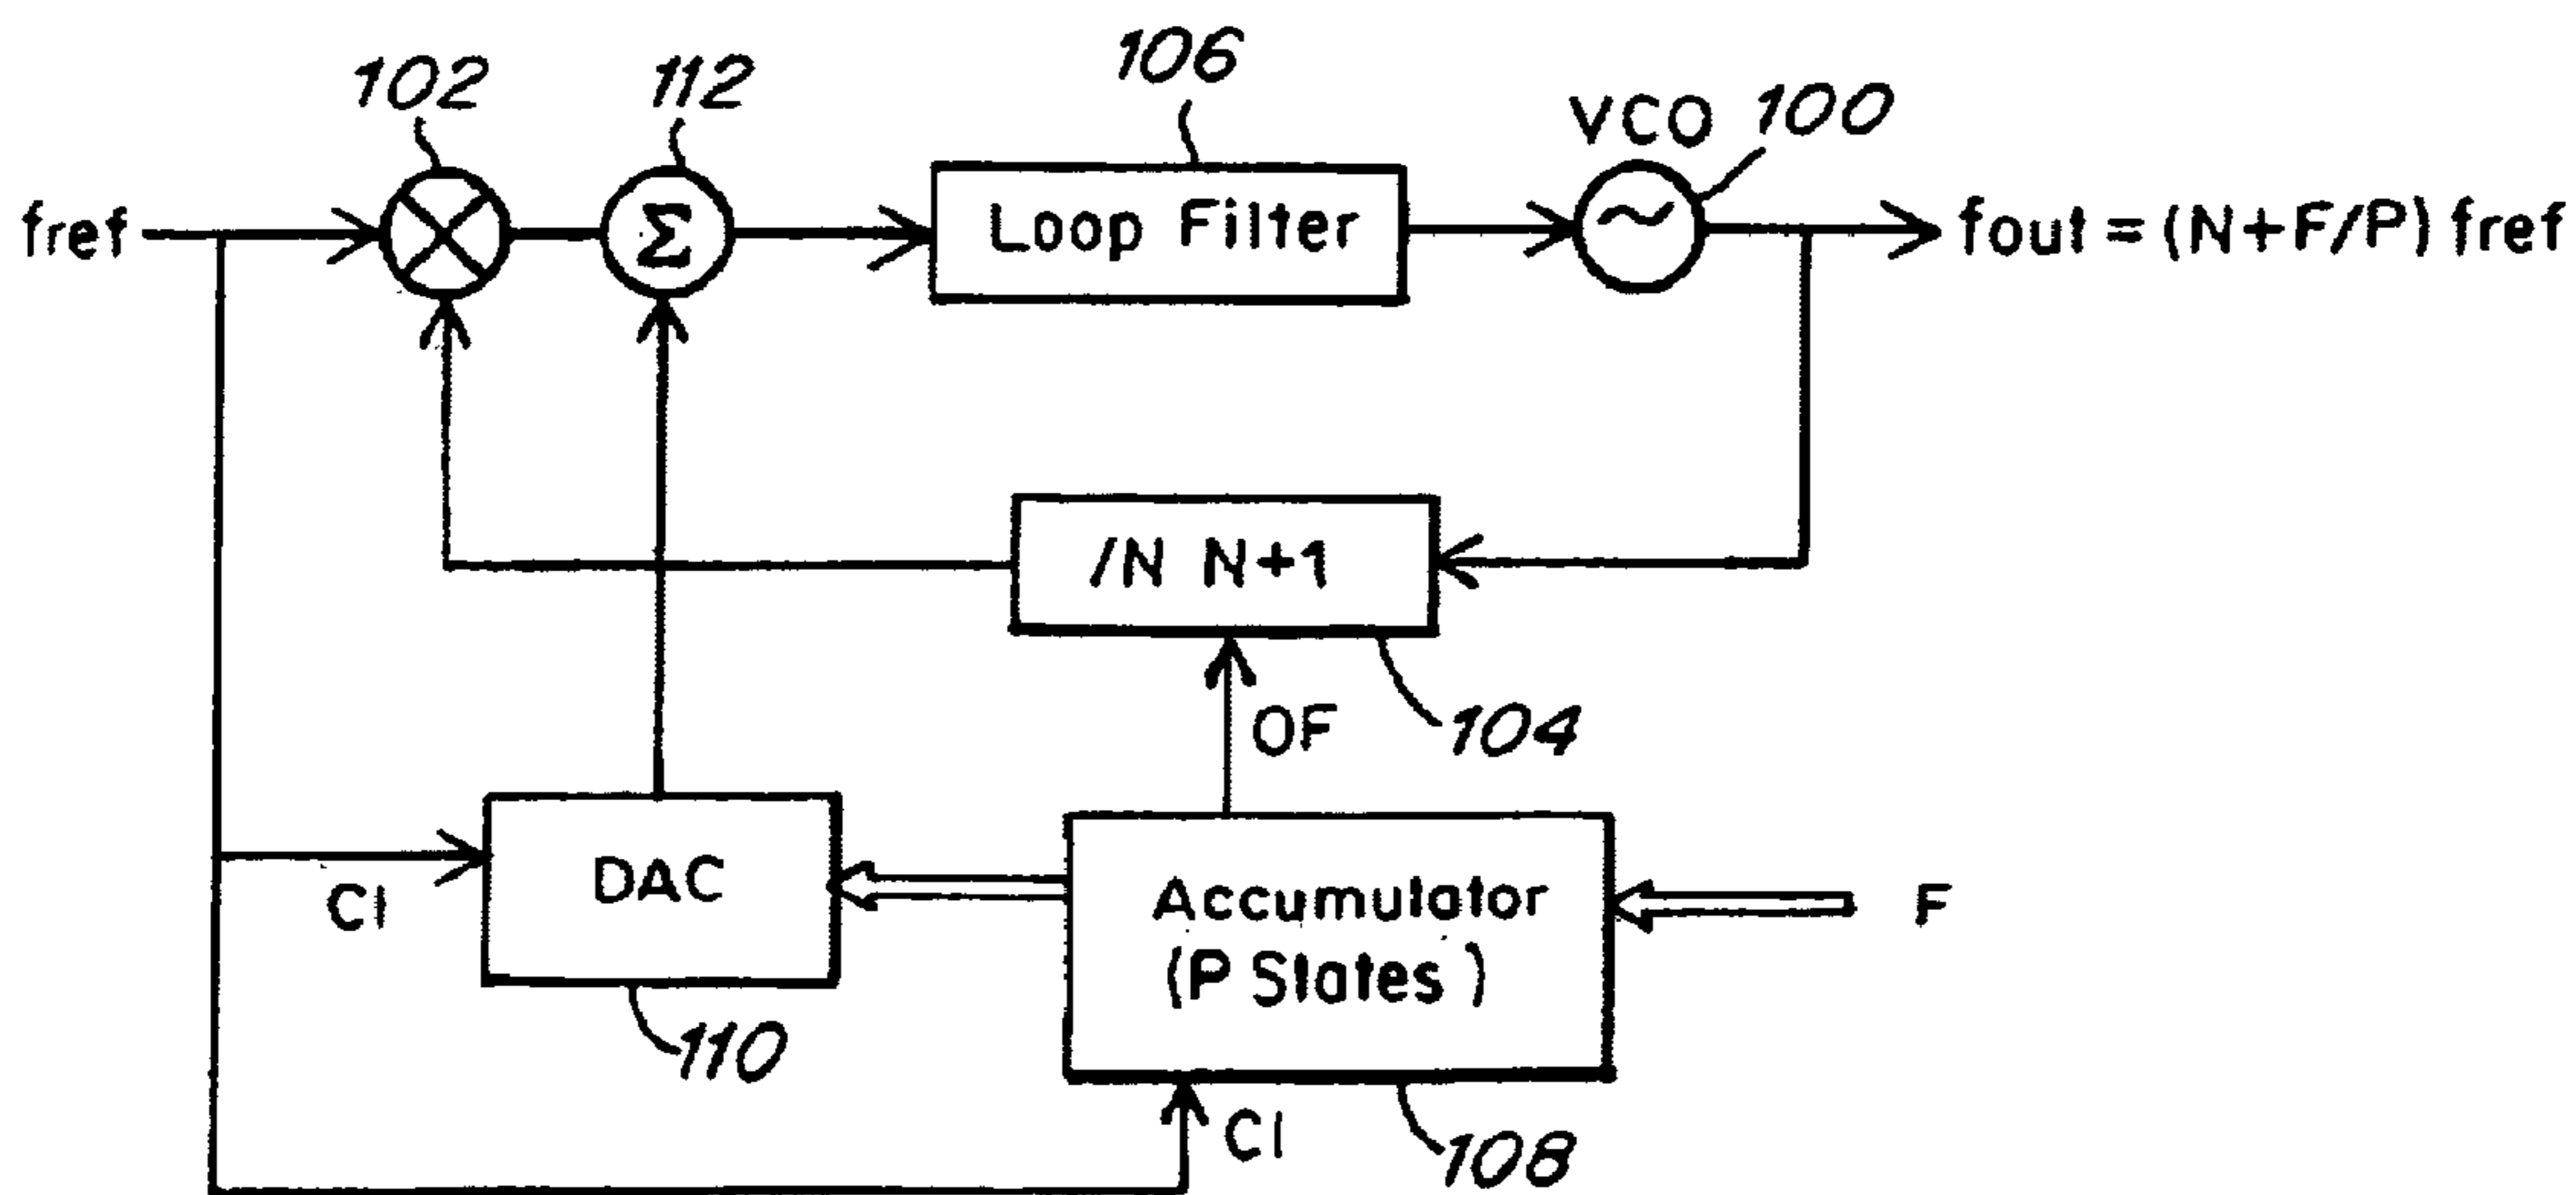 102
112
106
VCO 100
fref
Σ
Loop Filter
~
fout = (N+F/P) fref
/N N+1
OF
104
DAC
Cl
110
Accumulator
(P States )
F
Cl
108